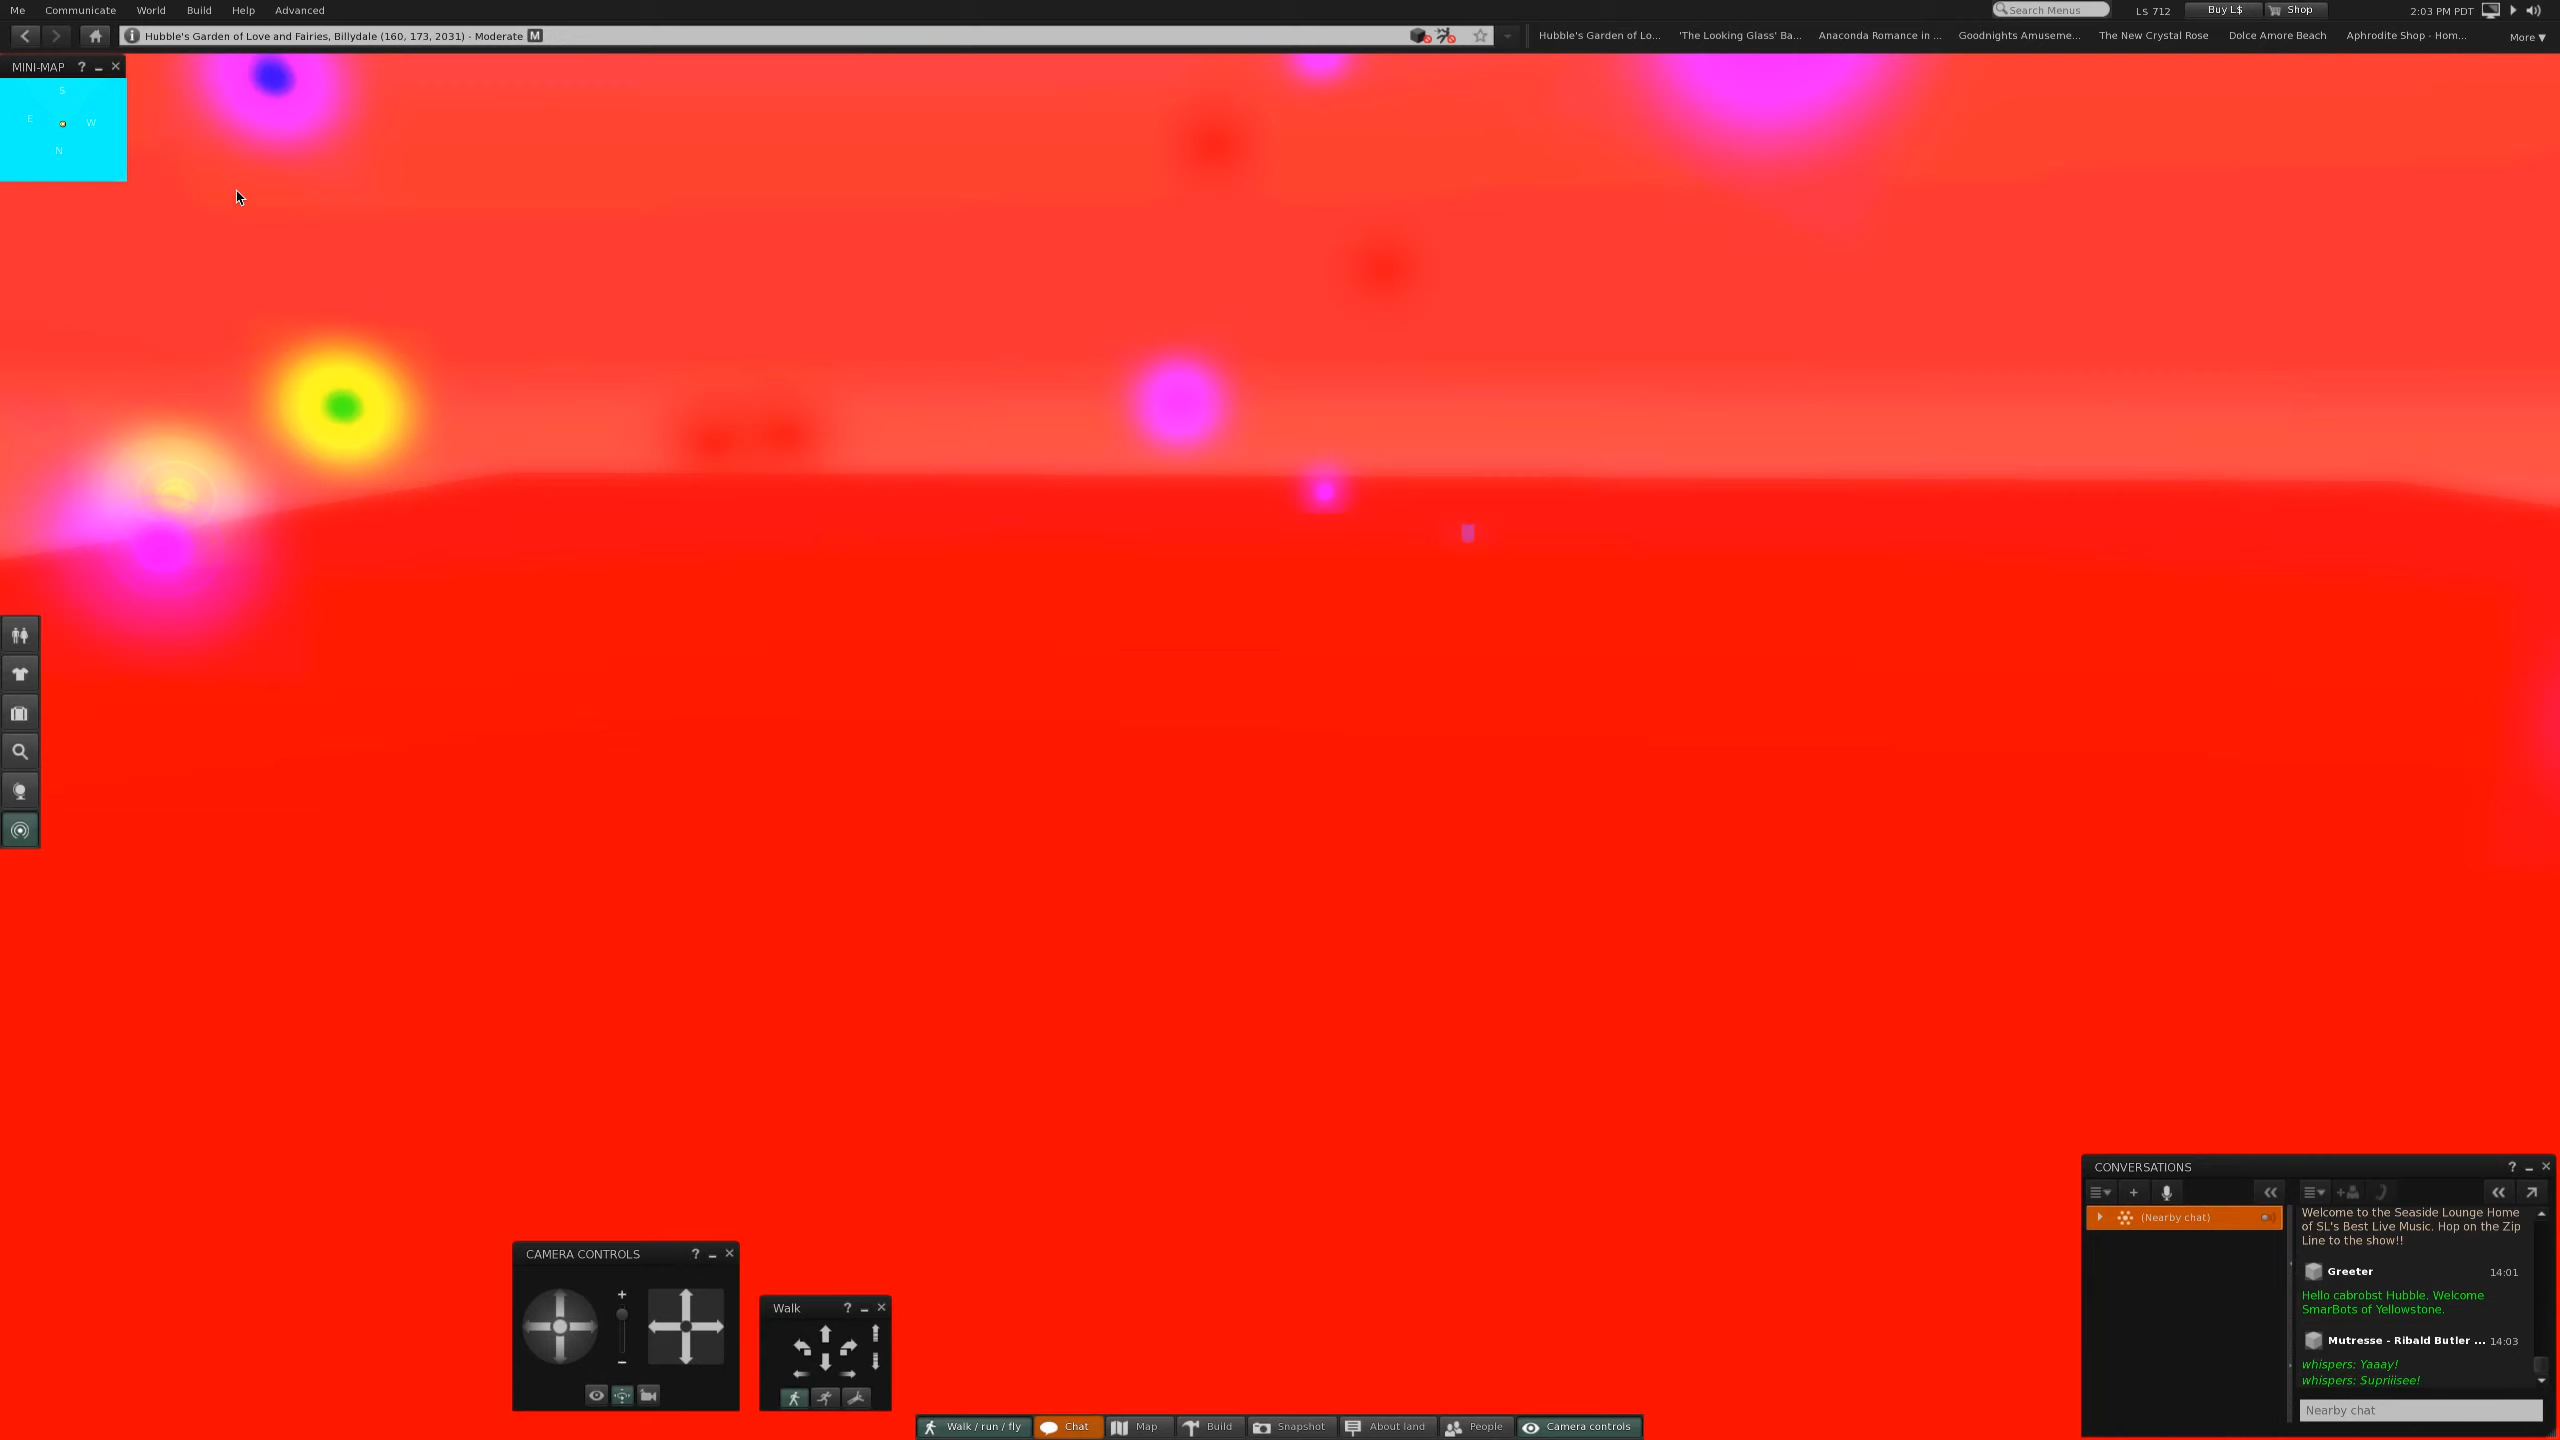 Me Communicate World Build Help Advanced
Search Menus
L$ 712
Buy L$
Shop
2:03 PM PDT
Hubble's Garden of Love and Fairies, Billydale (160, 173, 2031) - Moderate M
Hubble's Garden of Lo... 'The Looking Glass' Ba... Anaconda Romance in ... Goodnights Amuseme... The New Crystal Rose Dolce Amore Beach Aphrodite Shop - Hom... More
MINI-MAP ?
S
E W
N
CONVERSATIONS ?
(Nearby chat)
Welcome to the Seaside Lounge Home
of SL's Best Live Music. Hop on the Zip
Line to the show!!
Greeter 14:01
Hello cabrobst Hubble. Welcome
SmarBots of Yellowstone.
Mutresse - Ribald Butler ... 14:03
whispers: Yaaay!
whispers: Supriiisee!
Nearby chat
CAMERA CONTROLS ?
Walk ?
Walk / run / fly Chat Map Build Snapshot About land People Camera controls